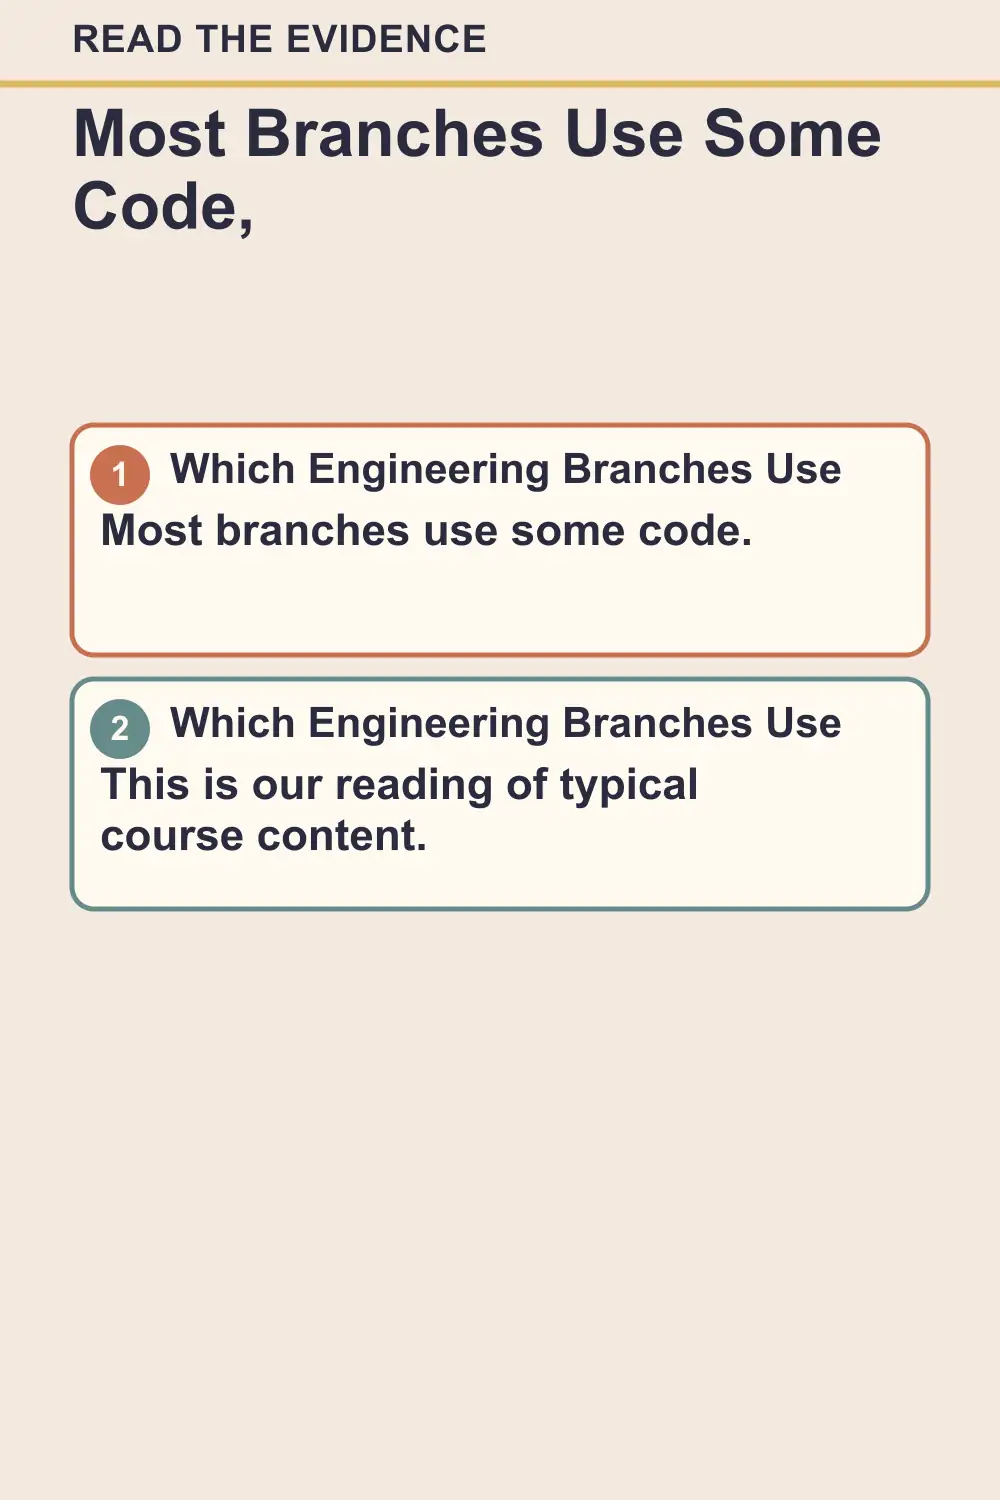 READ THE EVIDENCE
Most Branches Use Some
Code,
1 Which Engineering Branches Use
Most branches use some code.
2 Which Engineering Branches Use
This is our reading of typical
course content.